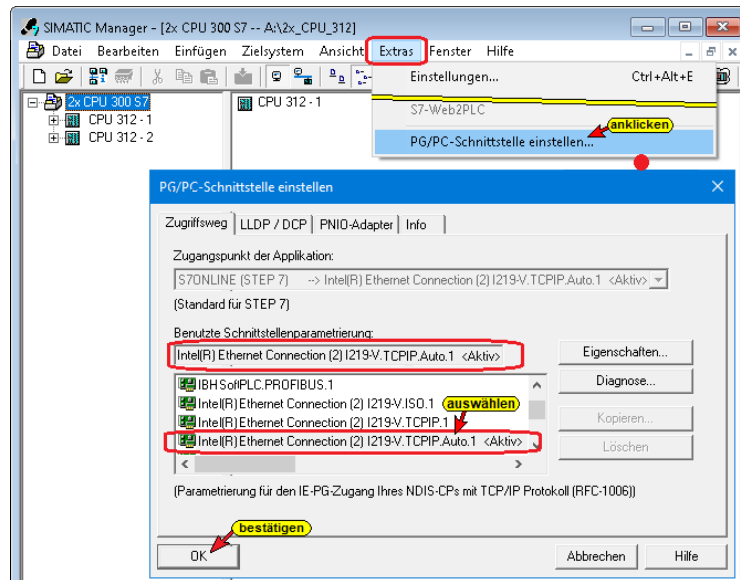 SIMATIC Manager - [2x CPU 300 S7 -- A:\2x_CPU_312]
Datei Bearbeiten Einfügen Zielsystem Ansicht Extras Fenster Hilfe
Einstellungen... Ctrl+Alt+E
S7-Web2PLC
anklicken
PG/PC-Schnittstelle einstellen...
2x CPU 300 S7
CPU 312 - 1
CPU 312 - 2
CPU 312 - 1
PG/PC-Schnittstelle einstellen
Zugriffsweg LLDP / DCP PNIO-Adapter Info
Zugangspunkt der Applikation:
S7ONLINE (STEP 7) --> Intel(R) Ethernet Connection (2) I219-V.TCPIP.Auto.1 <Aktiv>
(Standard für STEP 7)
Benutzte Schnittstellenparametrierung:
Intel(R) Ethernet Connection (2) I219-V.TCPIP.Auto.1 <Aktiv>
Eigenschaften...
IBH SoftPLC.PROFIBUS.1
Diagnose...
Intel(R) Ethernet Connection (2) I219-V.ISO.1
auswählen
Intel(R) Ethernet Connection (2) I219-V.TCPIP.1
Kopieren...
Intel(R) Ethernet Connection (2) I219-V.TCPIP.Auto.1 <Aktiv>
Löschen
(Parametrierung für den IE-PG-Zugang Ihres NDIS-CPs mit TCP/IP Protokoll (RFC-1006))
bestätigen
OK
Abbrechen
Hilfe